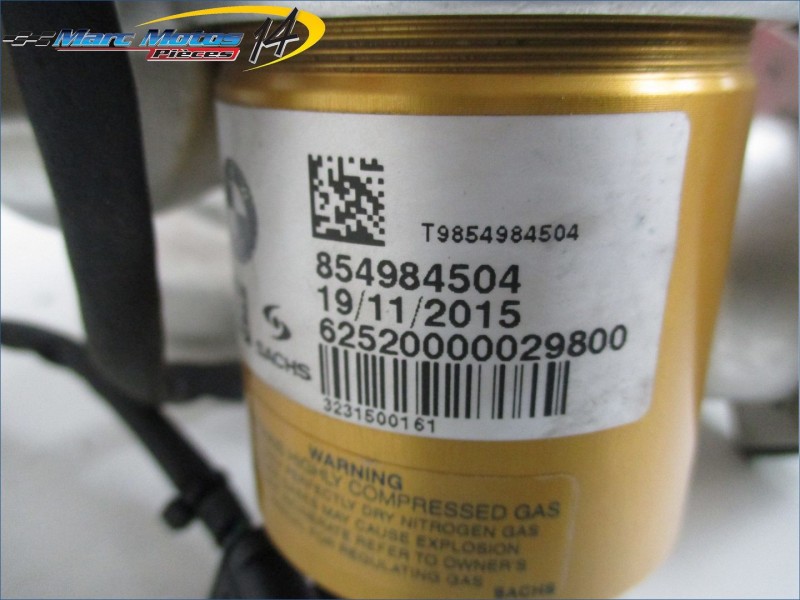 Marc Motos 14
Pièces
T9854984504
854984504
19/11/2015
62520000029800
SACHS
3231500161
WARNING
HIGHLY COMPRESSED GAS
PERFECTLY DRY NITROGEN GAS
MAY CAUSE EXPLOSION
REFER TO OWNER'S
FOR REGULATING GAS
SACHS